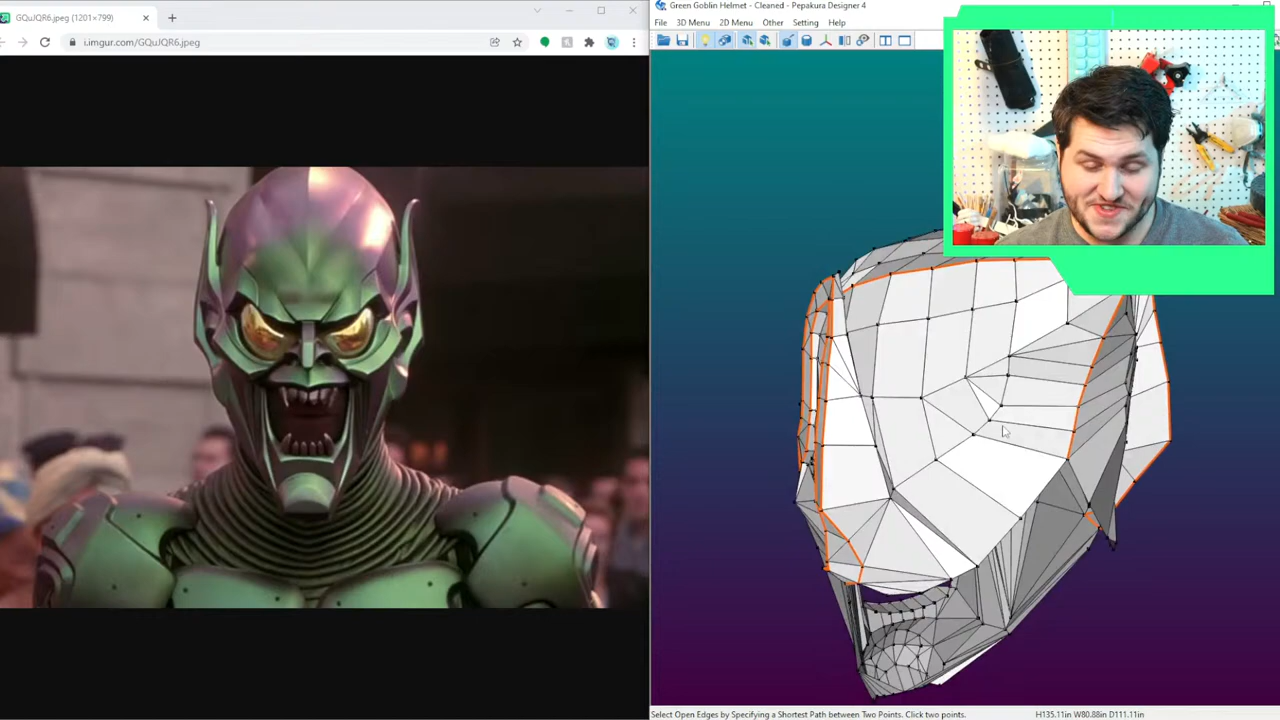 GQuJQR6.jpeg (1201×799)
i.imgur.com/GQuJQR6.jpeg
Green Goblin Helmet - Cleaned - Pepakura Designer 4
File 3D Menu 2D Menu Other Setting Help
Select Open Edges by Specifying a Shortest Path between Two Points. Click two points.
H135.11in W80.88in D111.11in